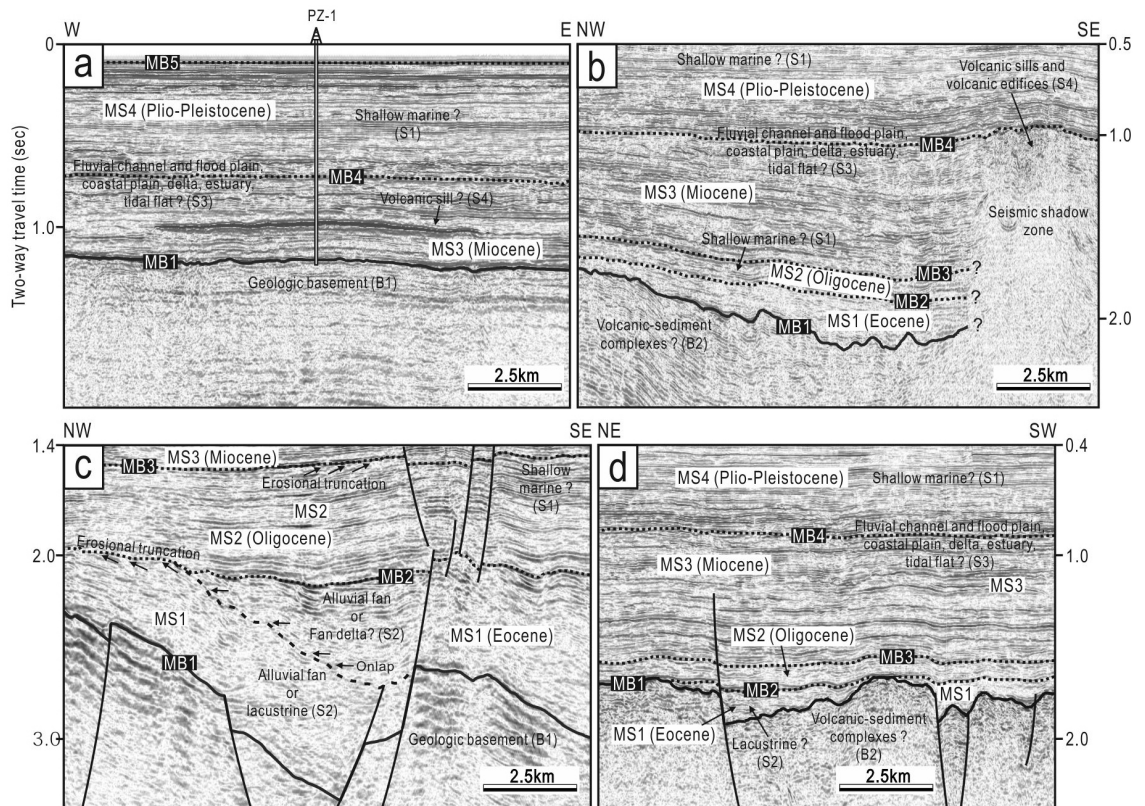 PZ-1
W
E
0
MB5
a
MS4 (Plio-Pleistocene)
Shallow marine ?
(S1)
Fluvial channel and flood plain,
coastal plain, delta, estuary,
tidal flat ? (S3)
MB4
Volcanic sill ? (S4)
1.0
MS3 (Miocene)
MB1
Geologic basement (B1)
Two-way travel time (sec)
2.5km
NW
SE
0.5
b
Shallow marine ? (S1)
Volcanic sills and
volcanic edifices (S4)
MS4 (Plio-Pleistocene)
1.0
Fluvial channel and flood plain,
coastal plain, delta, estuary,
tidal flat ? (S3)
MB4
MS3 (Miocene)
Seismic shadow
zone
Shallow marine ? (S1)
MS2 (Oligocene)
MB3
?
MB2
?
MB1
MS1 (Eocene)
?
2.0
Volcanic-sediment
complexes ? (B2)
2.5km
NW
SE
1.4
c
MS3 (Miocene)
MB3
Erosional truncation
Shallow
marine ?
(S1)
MS2
MS2 (Oligocene)
Erosional truncation
2.0
MB2
Alluvial fan
or
Fan delta? (S2)
MS1
MS1 (Eocene)
MB1
Onlap
Alluvial fan
or
lacustrine (S2)
3.0
Geologic basement (B1)
2.5km
NE
SW
0.4
d
MS4 (Plio-Pleistocene)
Shallow marine? (S1)
MB4
Fluvial channel and flood plain,
coastal plain, delta, estuary,
tidal flat ? (S3)
1.0
MS3 (Miocene)
MS3
MS2 (Oligocene)
MB3
MB1
MB2
MS1
MS1 (Eocene)
Lacustrine ?
(S2)
Volcanic-sediment
complexes ?
(B2)
2.0
2.5km